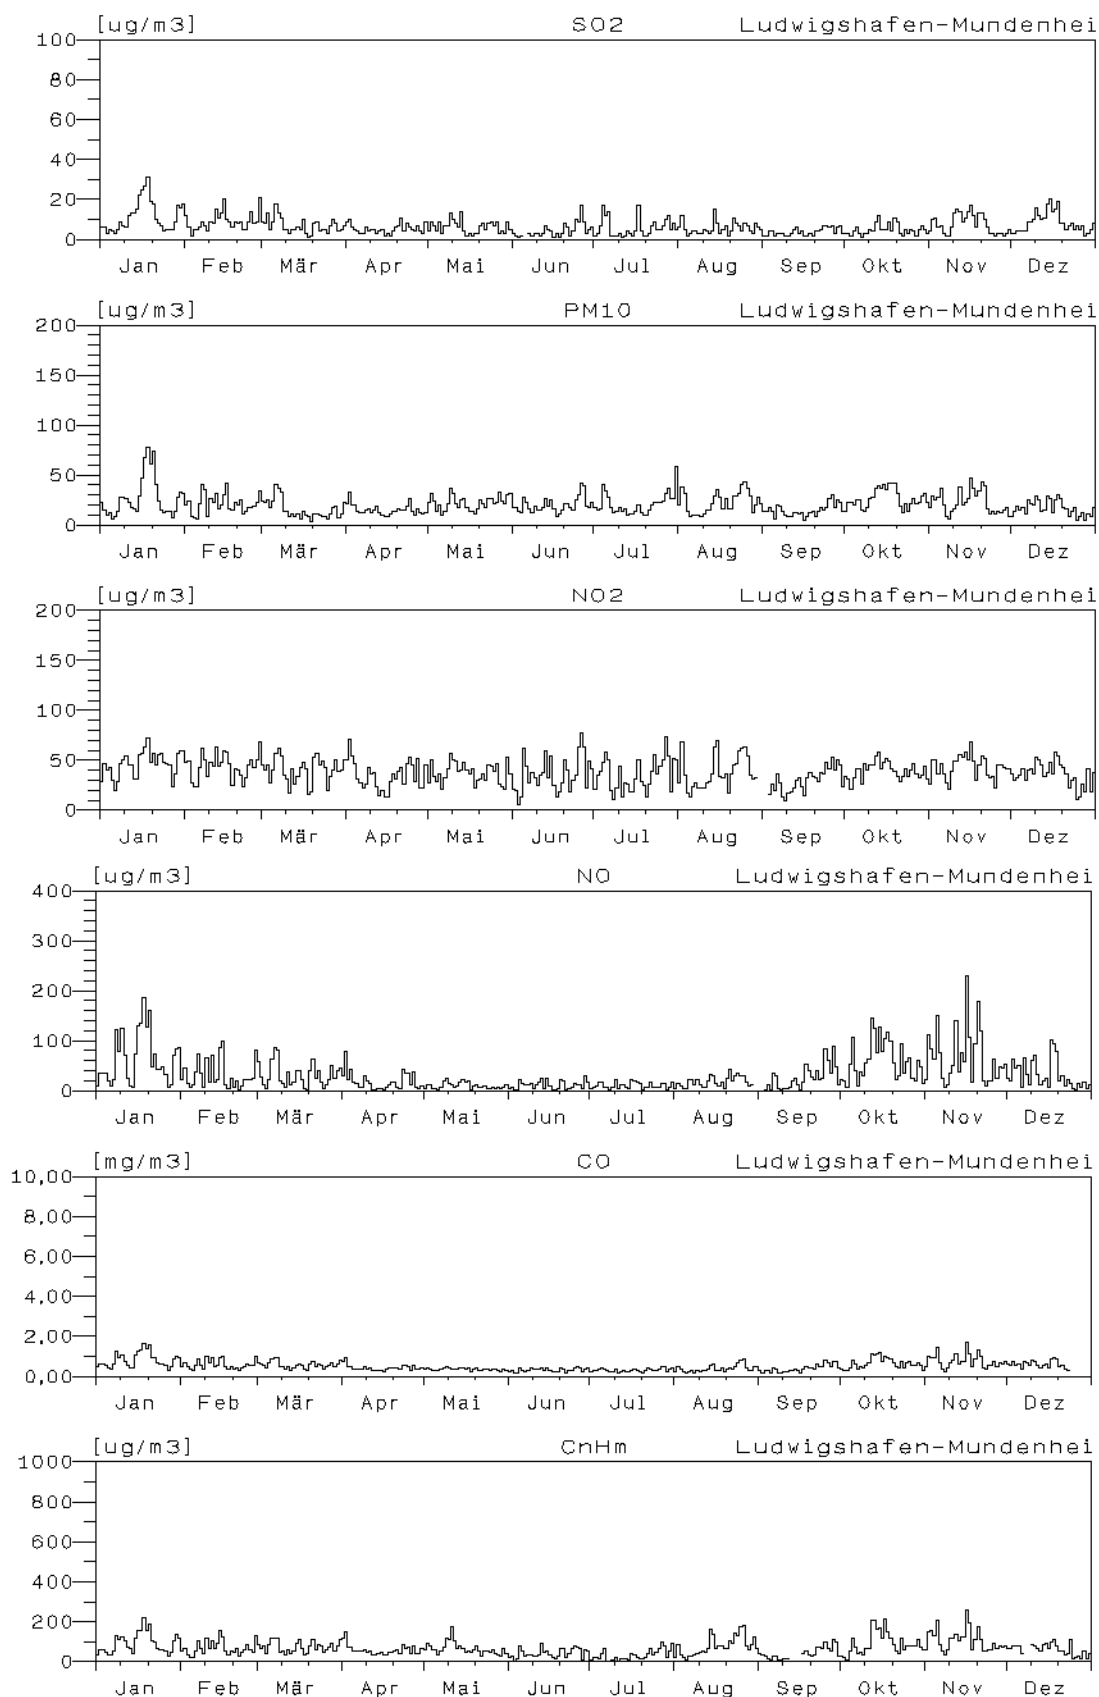 [ug/m3] SO2 Ludwigshafen-Mundenhei
100
80
60
40
20
0
Jan Feb Mär Apr Mai Jun Jul Aug Sep Okt Nov Dez
[ug/m3] PM10 Ludwigshafen-Mundenhei
200
150
100
50
0
Jan Feb Mär Apr Mai Jun Jul Aug Sep Okt Nov Dez
[ug/m3] NO2 Ludwigshafen-Mundenhei
200
150
100
50
0
Jan Feb Mär Apr Mai Jun Jul Aug Sep Okt Nov Dez
[ug/m3] NO Ludwigshafen-Mundenhei
400
300
200
100
0
Jan Feb Mär Apr Mai Jun Jul Aug Sep Okt Nov Dez
[mg/m3] CO Ludwigshafen-Mundenhei
10,00
8,00
6,00
4,00
2,00
0,00
Jan Feb Mär Apr Mai Jun Jul Aug Sep Okt Nov Dez
[ug/m3] CnHm Ludwigshafen-Mundenhei
1000
800
600
400
200
0
Jan Feb Mär Apr Mai Jun Jul Aug Sep Okt Nov Dez